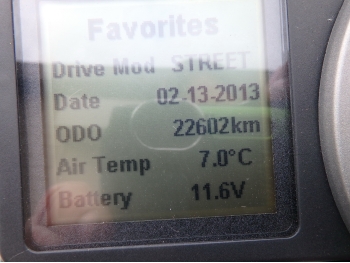 Favorites
Drive Mod STREET
Date 02-13-2013
ODO 22602km
Air Temp 7.0°C
Battery 11.6V